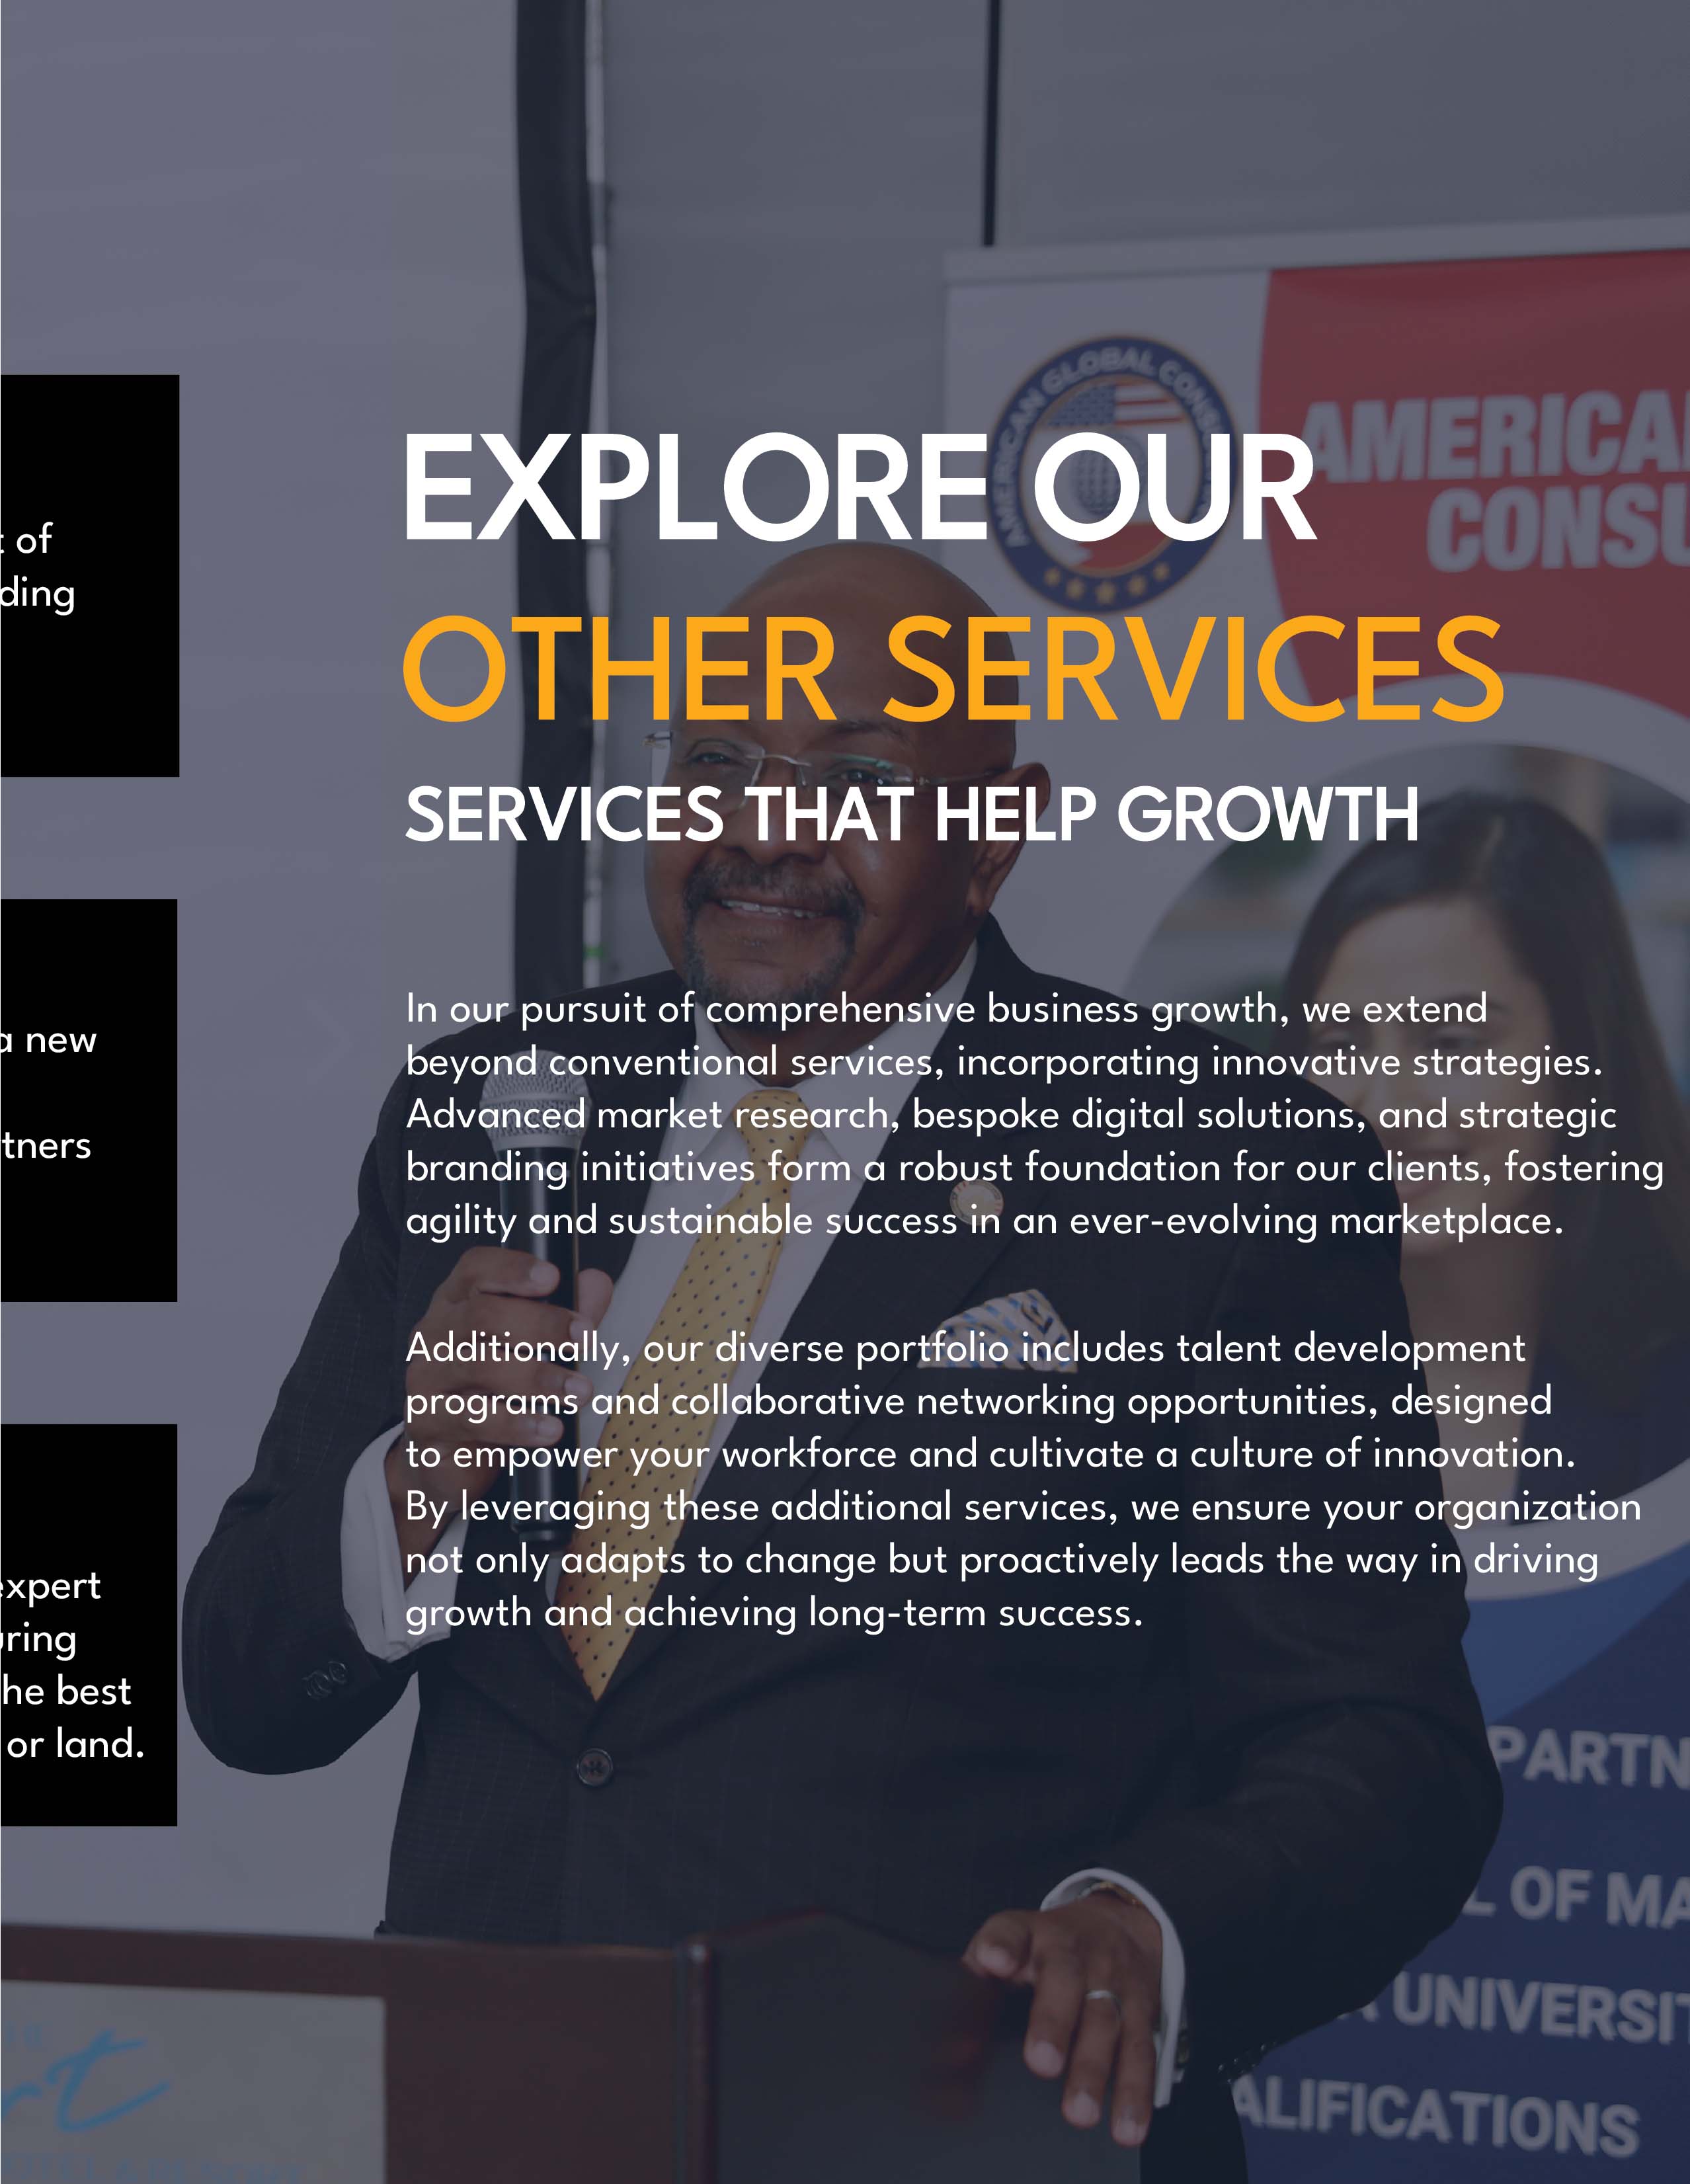 t of
ding
a new
tners
expert
uring
he best
or land.
EXPLORE OUR
OTHER SERVICES
SERVICES THAT HELP GROWTH
In our pursuit of comprehensive business growth, we extend
beyond conventional services, incorporating innovative strategies.
Advanced market research, bespoke digital solutions, and strategic
branding initiatives form a robust foundation for our clients, fostering
agility and sustainable success in an ever-evolving marketplace.
Additionally, our diverse portfolio includes talent development
programs and collaborative networking opportunities, designed
to empower your workforce and cultivate a culture of innovation.
By leveraging these additional services, we ensure your organization
not only adapts to change but proactively leads the way in driving
growth and achieving long-term success.
AMERICAN GLOBAL
AMERICA
CONSU
PARTN
L OF MA
UNIVERSIT
ALIFICATIONS
rt